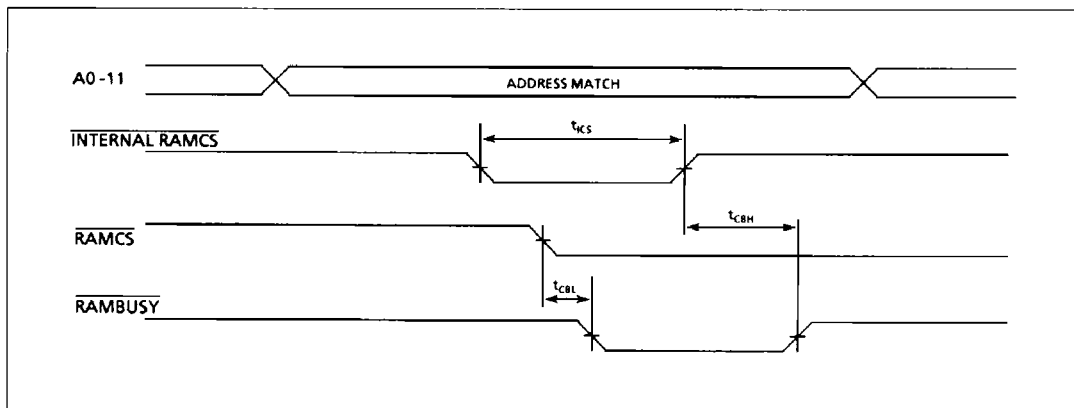 A0-11
ADDRESS MATCH
INTERNAL RAMCS
tICS
RAMCS
tCBH
tCBL
RAMBUSY